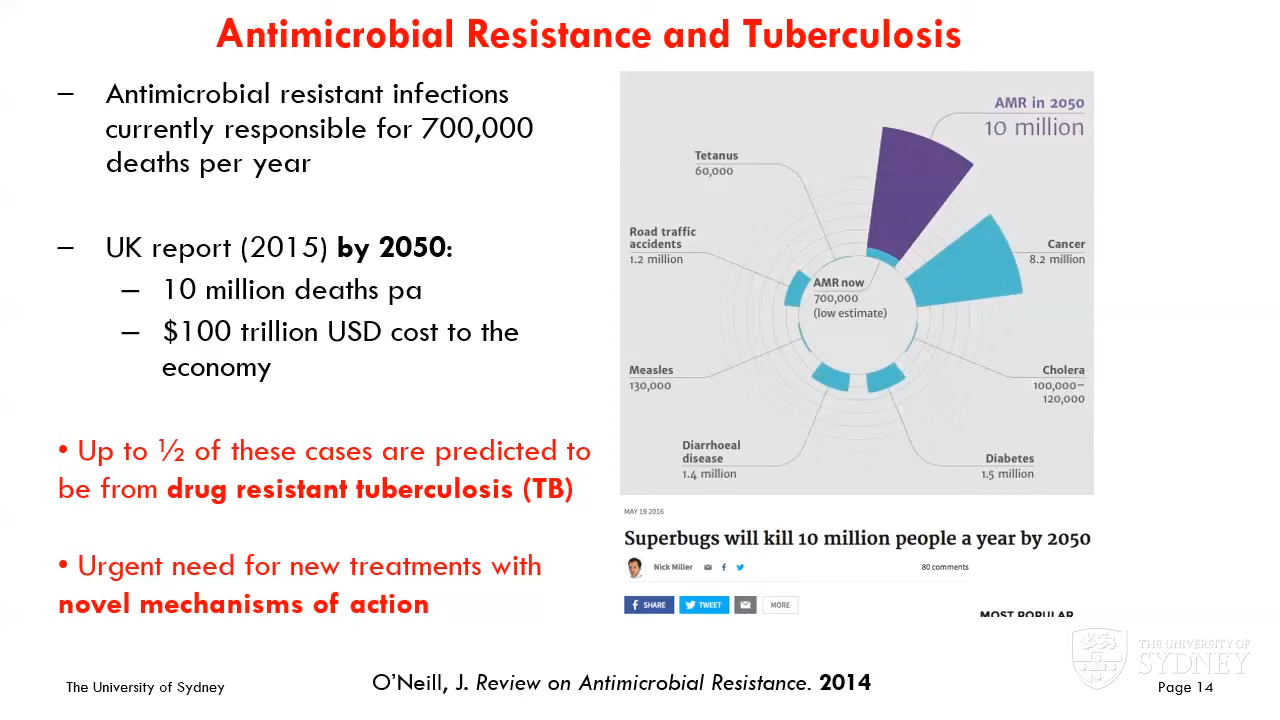 Antimicrobial Resistance and Tuberculosis
– Antimicrobial resistant infections
currently responsible for 700,000
deaths per year
– UK report (2015) by 2050:
– 10 million deaths pa
– $100 trillion USD cost to the
economy
• Up to ½ of these cases are predicted to
be from drug resistant tuberculosis (TB)
• Urgent need for new treatments with
novel mechanisms of action
AMR in 2050
10 million
Tetanus
60,000
Road traffic
accidents
1.2 million
Cancer
8.2 million
AMR now
700,000
(low estimate)
Measles
130,000
Cholera
100,000–
120,000
Diarrhoeal
disease
1.4 million
Diabetes
1.5 million
MAY 19 2016
Superbugs will kill 10 million people a year by 2050
Nick Miller
80 comments
f SHARE
TWEET
MORE
MOST POPULAR
THE UNIVERSITY OF
SYDNEY
The University of Sydney
O'Neill, J. Review on Antimicrobial Resistance. 2014
Page 14